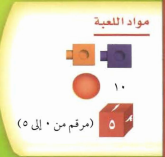 مواد اللعبة
١٠
٥ (مرقم من ٠ إلى ٥)